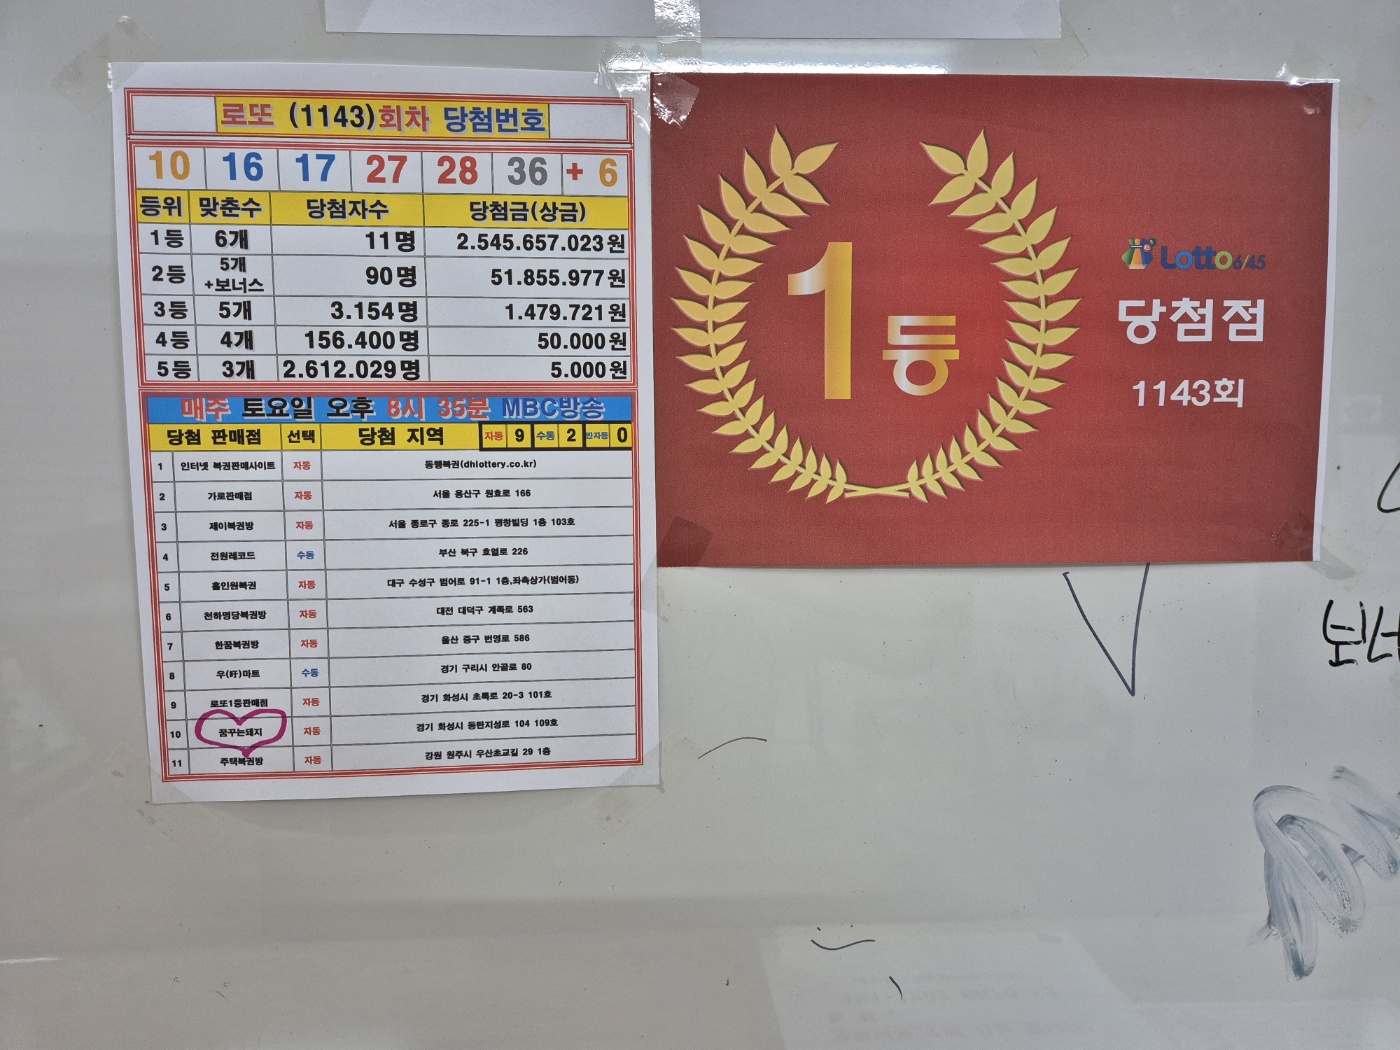 로또 (1143)회차 당첨번호
10 16 17 27 28 36 + 6
등위 맞춘수 당첨자수 당첨금(상금)
1등 6개 11명 2.545.657.023원
2등 5개 +보너스 90명 51.855.977원
3등 5개 3.154명 1.479.721원
4등 4개 156.400명 50.000원
5등 3개 2.612.029명 5.000원
매주 토요일 오후 8시 35분 MBC방송
당첨 판매점 선택 당첨 지역 자동 9 수동 2 반자동 0
1 인터넷 복권판매사이트 자동 동행복권(dhlottery.co.kr)
2 가로판매점 자동 서울 용산구 원효로 166
3 제이복권방 자동 서울 종로구 종로 225-1 평창빌딩 1층 103호
4 전원레코드 수동 부산 북구 효열로 226
5 홈인원복권 자동 대구 수성구 범어로 91-1 1층,좌측상가(범어동)
6 천하명당복권방 자동 대전 대덕구 계족로 563
7 한꿈복권방 자동 울산 중구 번영로 586
8 우(旴)마트 수동 경기 구리시 안골로 80
9 로또1등판매점 자동 경기 화성시 초록로 20-3 101호
10 꿈꾸는돼지 자동 경기 화성시 동탄지성로 104 109호
11 주택복권방 자동 강원 원주시 우산초교길 29 1층
1등
Lotto 6/45
당첨점
1143회